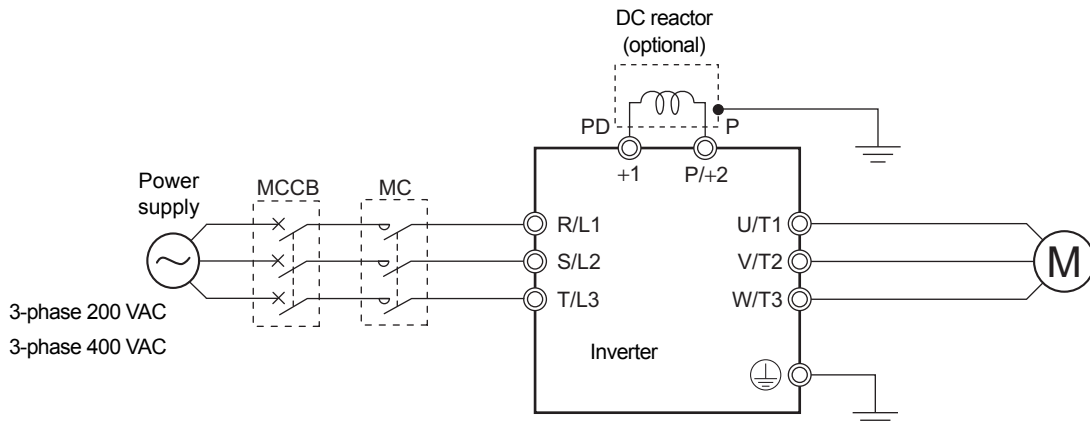 DC reactor
(optional)
PD
P
+1
P/+2
Power
supply
MCCB
MC
R/L1
U/T1
S/L2
V/T2
M
T/L3
W/T3
3-phase 200 VAC
3-phase 400 VAC
Inverter